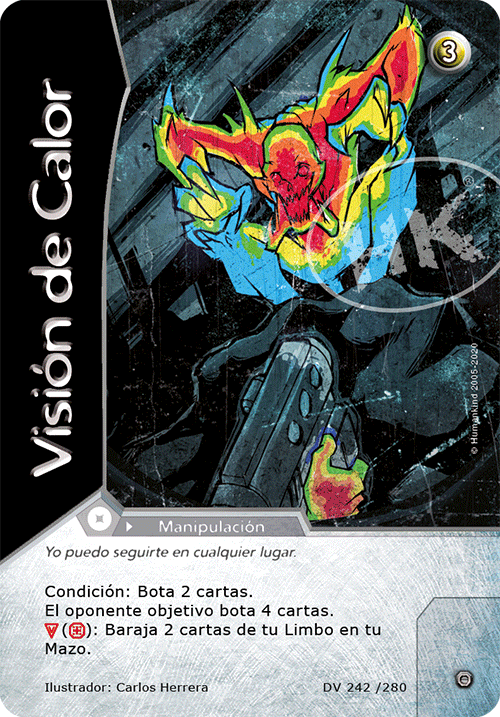 Visión de Calor
3
HK
®
© Humankind 2005-2020
Manipulación
Yo puedo seguirte en cualquier lugar.
Condición: Bota 2 cartas.
El oponente objetivo bota 4 cartas.
(): Baraja 2 cartas de tu Limbo en tu
Mazo.
Ilustrador: Carlos Herrera
DV 242 /280